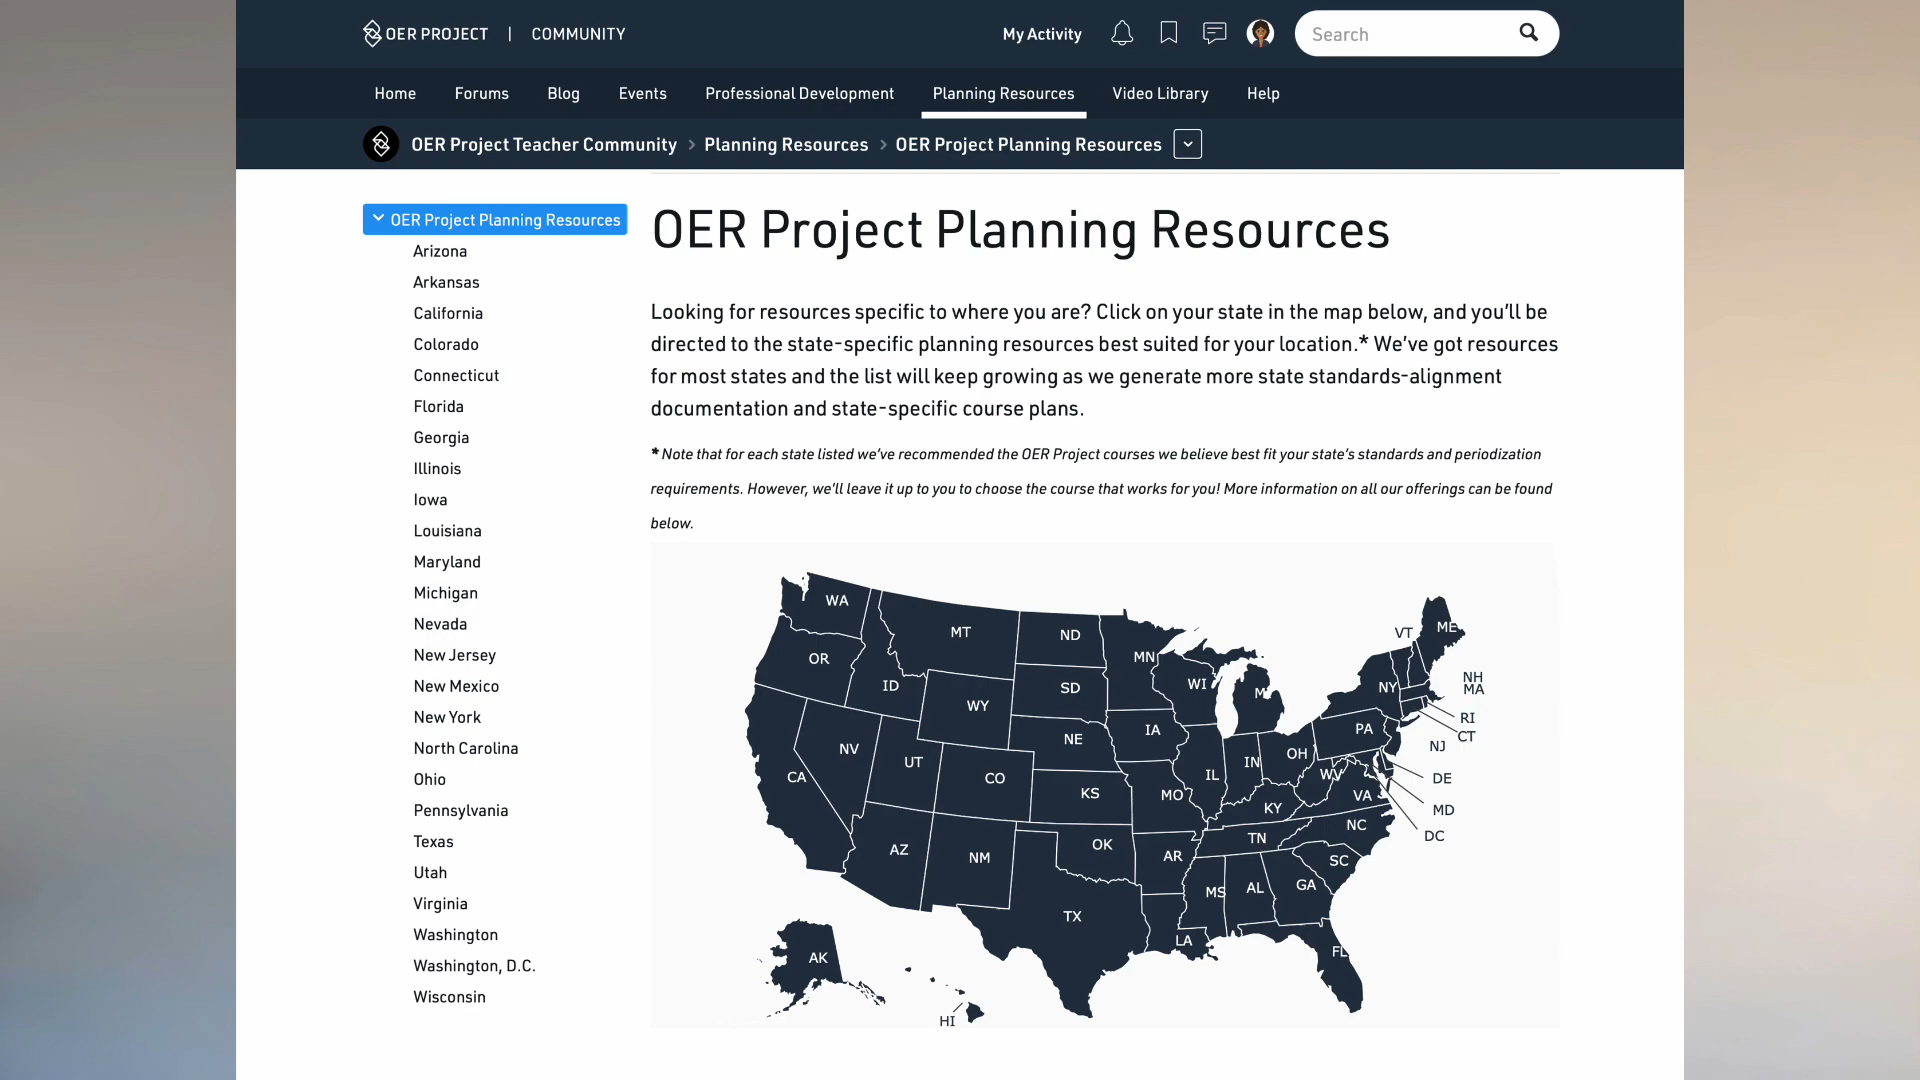 OER PROJECT | COMMUNITY
My Activity
Search
Home
Forums
Blog
Events
Professional Development
Planning Resources
Video Library
Help
OER Project Teacher Community > Planning Resources > OER Project Planning Resources
OER Project Planning Resources
Arizona
Arkansas
California
Colorado
Connecticut
Florida
Georgia
Illinois
Iowa
Louisiana
Maryland
Michigan
Nevada
New Jersey
New Mexico
New York
North Carolina
Ohio
Pennsylvania
Texas
Utah
Virginia
Washington
Washington, D.C.
Wisconsin
OER Project Planning Resources
Looking for resources specific to where you are? Click on your state in the map below, and you’ll be
directed to the state-specific planning resources best suited for your location.* We’ve got resources
for most states and the list will keep growing as we generate more state standards-alignment
documentation and state-specific course plans.
* Note that for each state listed we’ve recommended the OER Project courses we believe best fit your state’s standards and periodization
requirements. However, we’ll leave it up to you to choose the course that works for you! More information on all our offerings can be found
below.
WA
MT
ND
MN
VT
ME
OR
ID
SD
WI
NY
NH
MA
WY
RI
CT
NV
NE
IA
PA
NJ
UT
CO
IL
IN
OH
WV
DE
CA
KS
MO
KY
VA
MD
DC
AZ
NM
OK
AR
TN
NC
SC
TX
MS
AL
GA
LA
FL
AK
HI